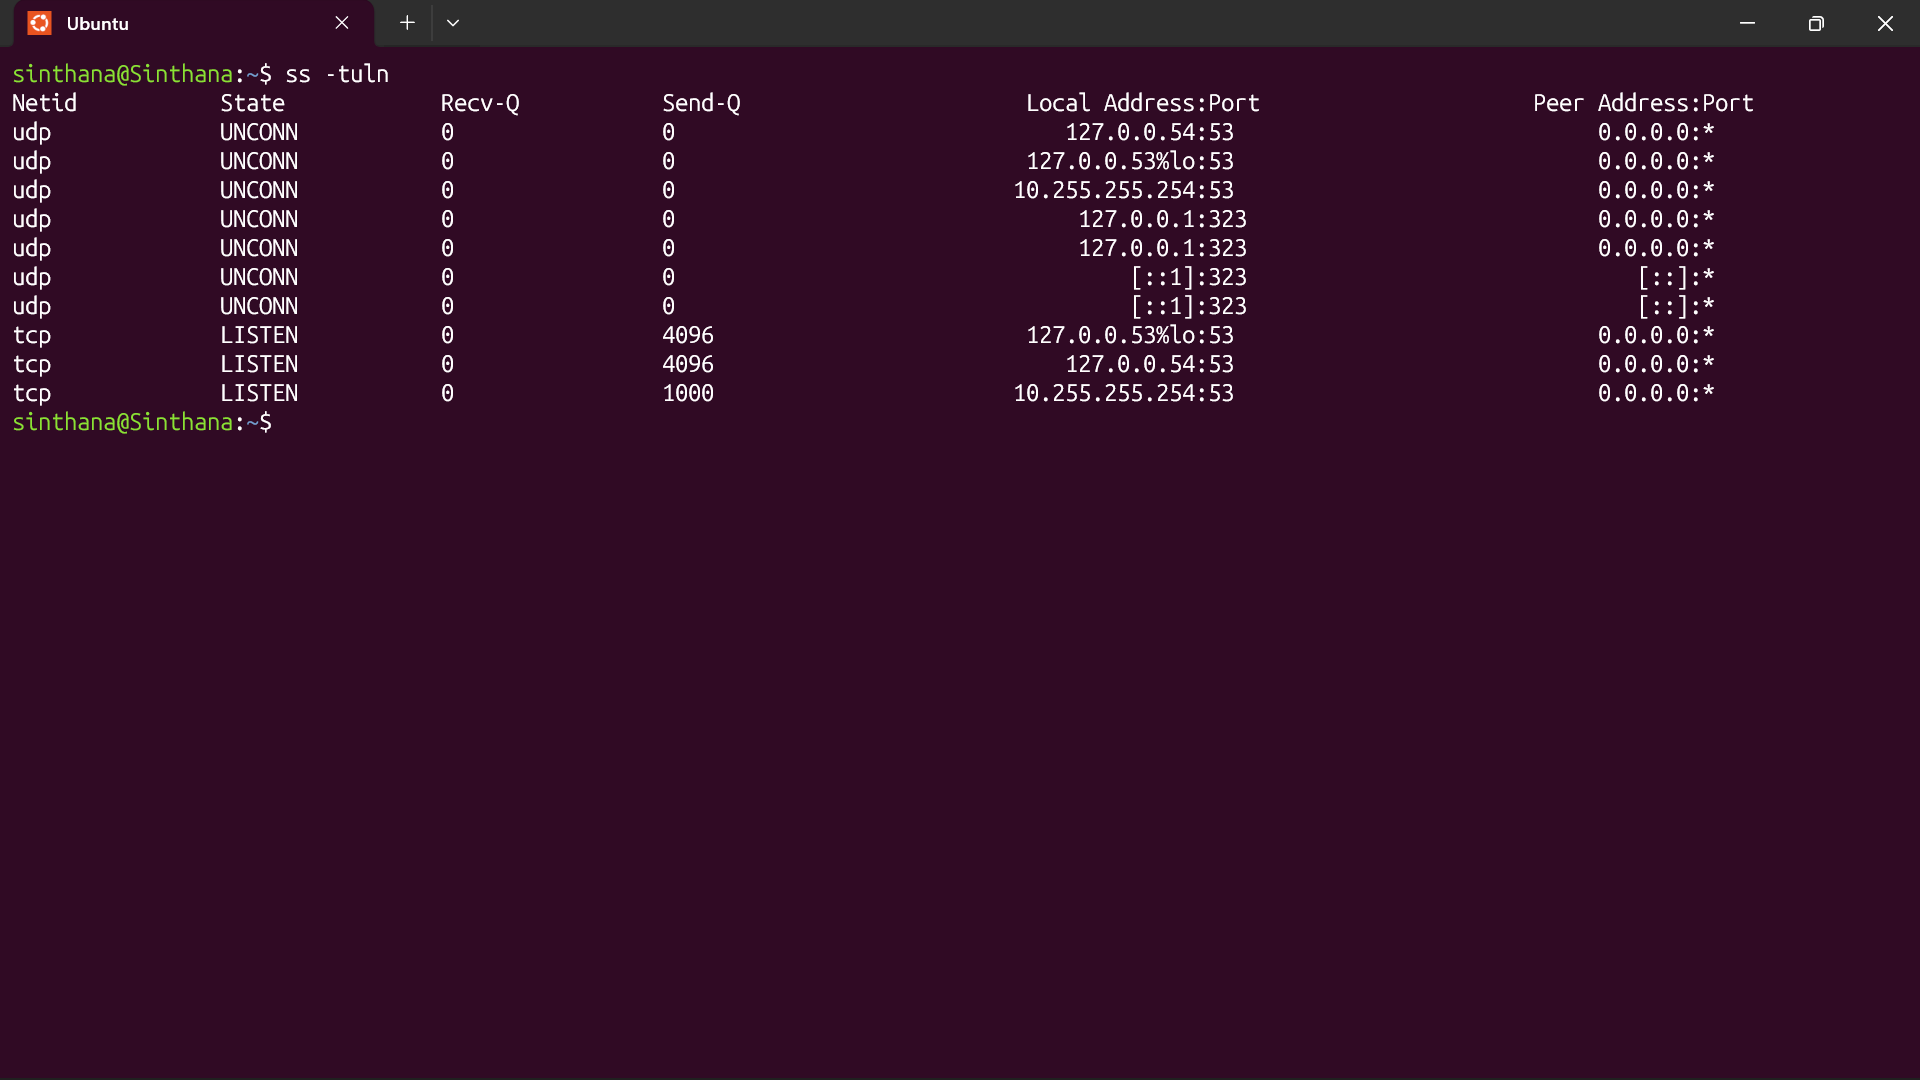 Ubuntu
sinthana@Sinthana:~$ ss -tuln
Netid State Recv-Q Send-Q Local Address:Port Peer Address:Port
udp UNCONN 0 0 127.0.0.54:53 0.0.0.0:*
udp UNCONN 0 0 127.0.0.53%lo:53 0.0.0.0:*
udp UNCONN 0 0 10.255.255.254:53 0.0.0.0:*
udp UNCONN 0 0 127.0.0.1:323 0.0.0.0:*
udp UNCONN 0 0 127.0.0.1:323 0.0.0.0:*
udp UNCONN 0 0 [::1]:323 [::]:*
udp UNCONN 0 0 [::1]:323 [::]:*
tcp LISTEN 0 4096 127.0.0.53%lo:53 0.0.0.0:*
tcp LISTEN 0 4096 127.0.0.54:53 0.0.0.0:*
tcp LISTEN 0 1000 10.255.255.254:53 0.0.0.0:*
sinthana@Sinthana:~$